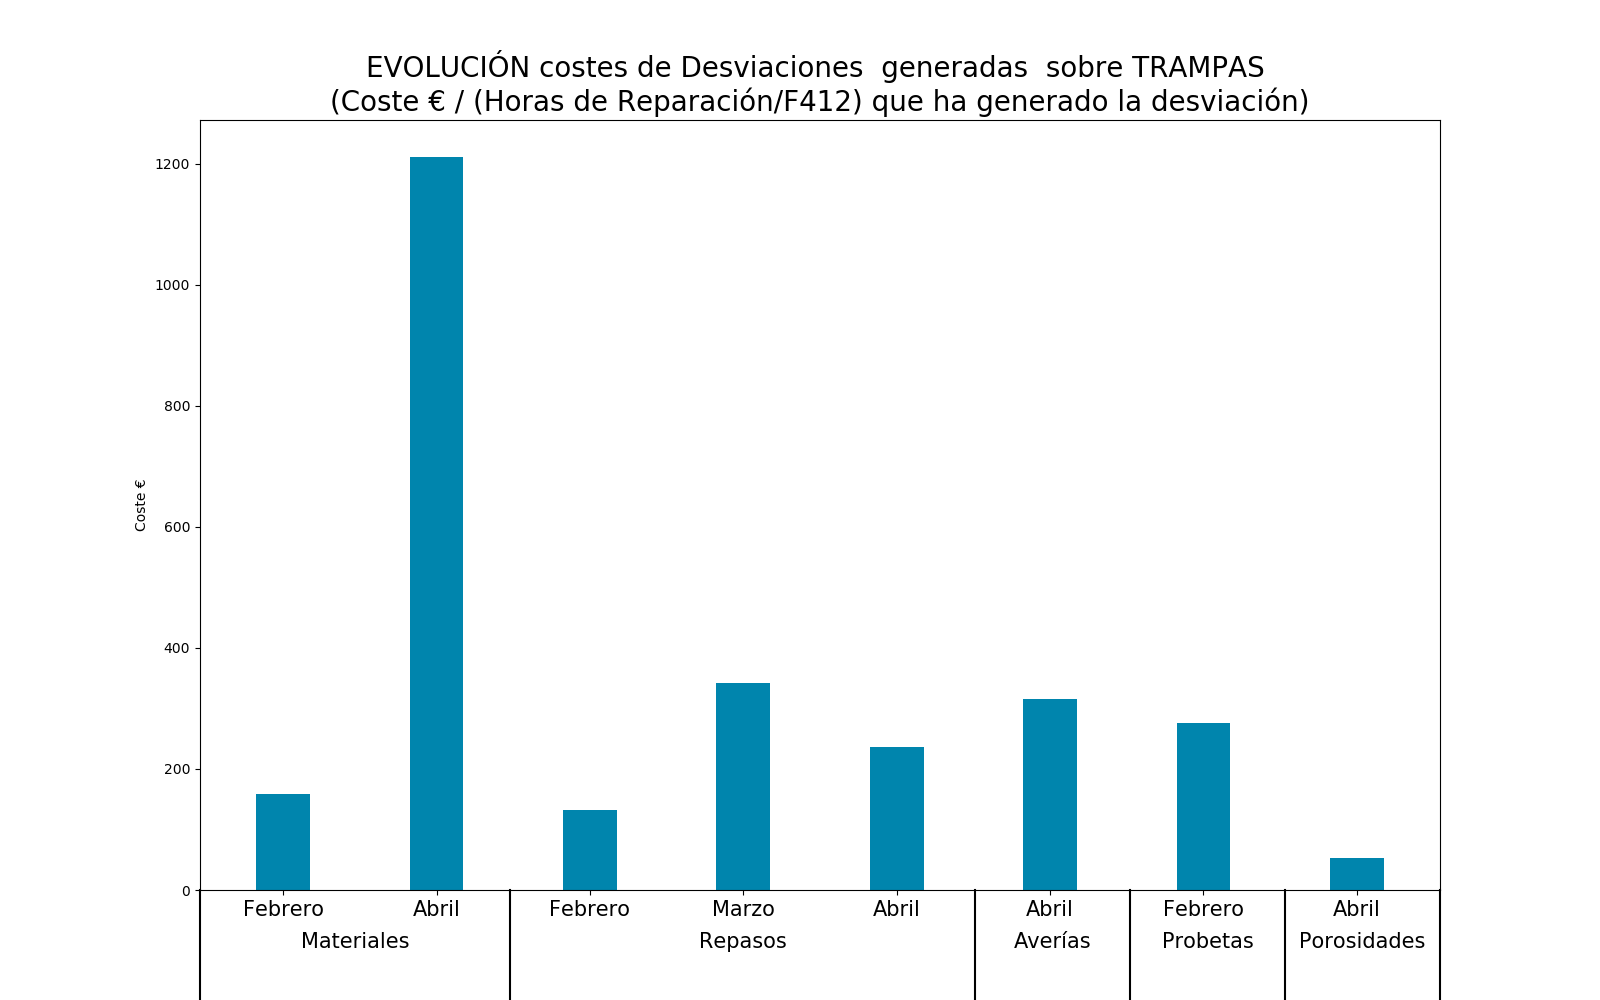 EVOLUCIÓN costes de Desviaciones  generadas  sobre TRAMPAS
(Coste € / (Horas de Reparación/F412) que ha generado la desviación)
1200
1000
800
600
400
200
0
Coste €
Febrero Abril Febrero Marzo Abril Abril Febrero Abril
Materiales Repasos Averías Probetas Porosidades